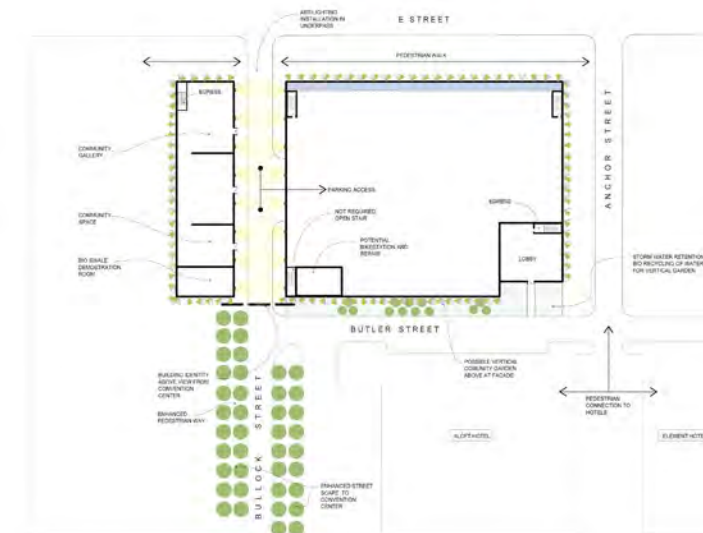 ART/LIGHTING
INSTALLATION IN
UNDERPASS
E STREET
PEDESTRIAN WALK
EGRESS
ANCHOR STREET
COMMUNITY
GALLERY
PARKING ACCESS
NOT REQUIRED
OPEN STAIR
EGRESS
COMMUNITY
SPACE
POTENTIAL
BIKESTATION AND
REPAIR
LOBBY
STORM WATER RETENTION
BIO RECYCLING OF WATER
FOR VERTICAL GARDEN
BIO SWALE
DEMOSTRATION
ROOM
BUTLER STREET
BUILDING IDENTITY
ABOVE, VIEW FROM
CONVENTION
CENTER
POSSIBLE VERTICAL
COMUNITY GARDEN
ABOVE AT FACADE
PEDESTRIAN
CONNECTION TO
HOTELS
ENHANCED
PEDESTRIAN WAY
BULLOCK STREET
ALOFT HOTEL
ELEMENT HOTE
ENHANCED STREET
SCAPE TO
CONVENTION
CENTER